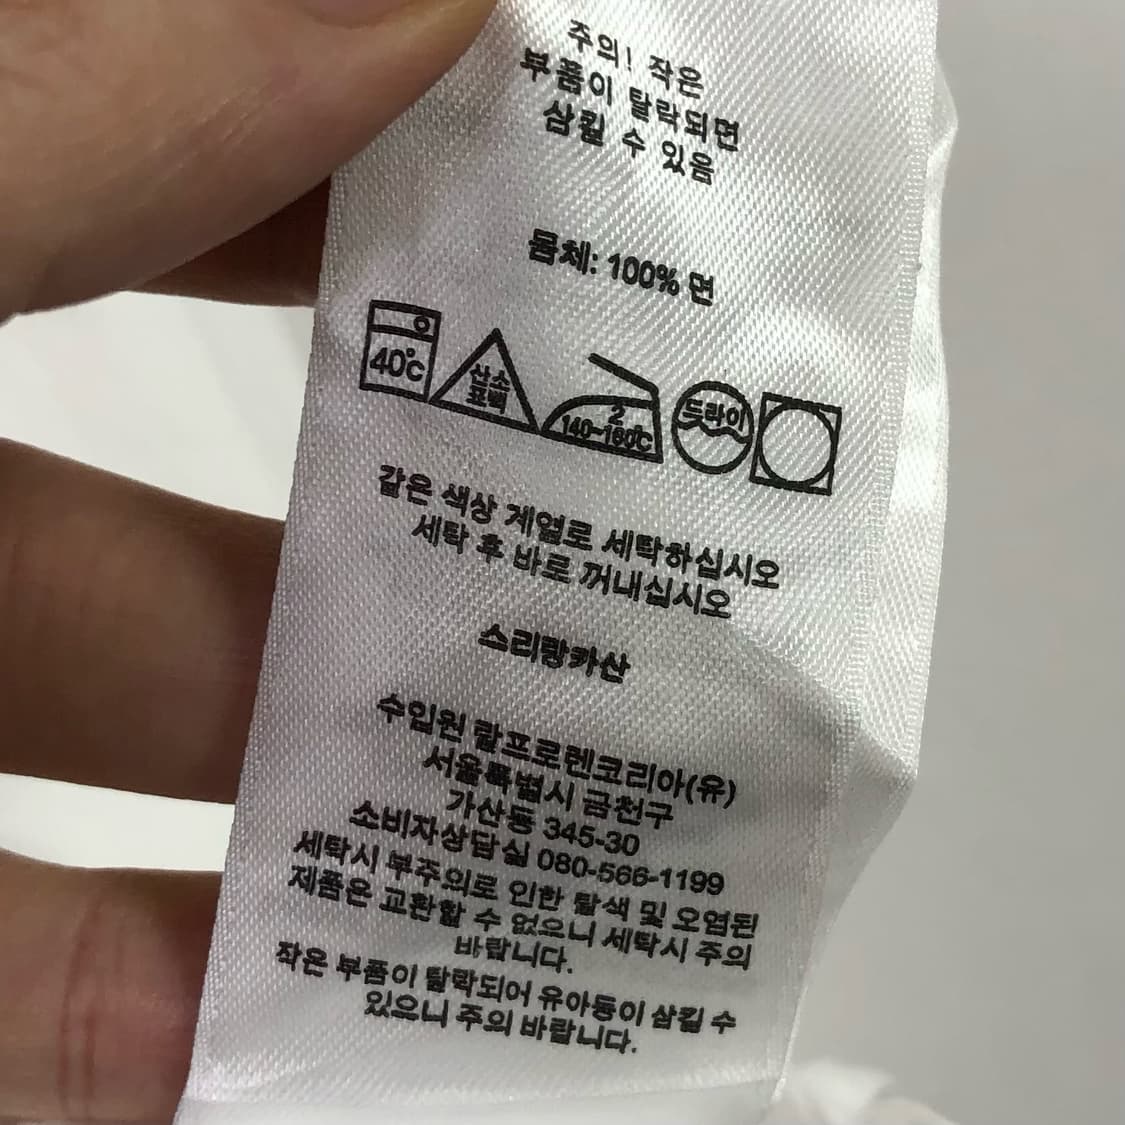 주의! 작은
부품이 탈락되면
삼킬 수 있음
몸체: 100% 면
40℃
산소
표백
2
140~160℃
드라이
같은 색상 계열로 세탁하십시오
세탁 후 바로 꺼내십시오
스리랑카산
수입원 랄프로렌코리아(유)
서울특별시 금천구
가산동 345-30
소비자상담실 080-566-1199
세탁시 부주의로 인한 탈색 및 오염된
제품은 교환할 수 없으니 세탁시 주의
바랍니다.
작은 부품이 탈락되어 유아동이 삼킬 수
있으니 주의 바랍니다.